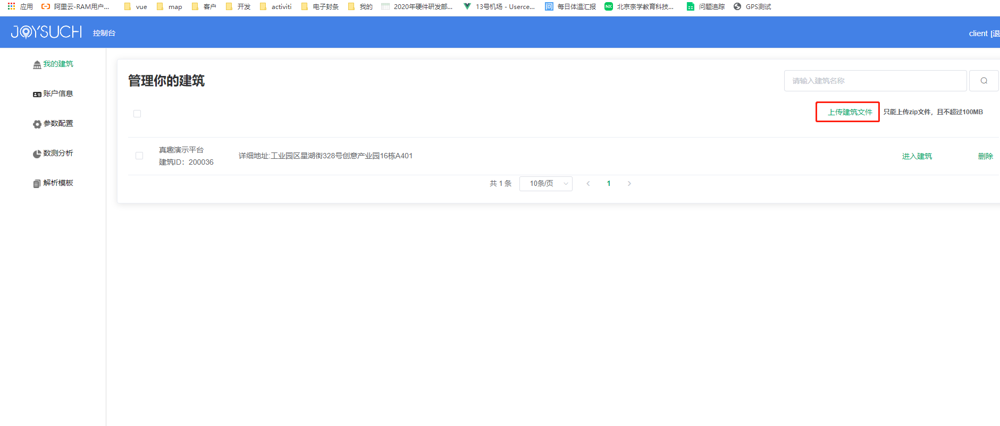 应用 阿里云-RAM用户... vue map 客户 开发 activiti 电子封条 我的 2020年硬件研发部... 13号机场 - Userce... 每日体温汇报 北京奈学教育科技... 问题追踪 GPS测试
JOYSUCH 控制台 client [退
我的建筑
账户信息
参数配置
数测分析
解析模板
管理你的建筑
请输入建筑名称
上传建筑文件 只能上传zip文件，且不超过100MB
真趣演示平台
建筑ID：200036
详细地址:工业园区星湖街328号创意产业园16栋A401
进入建筑 删除
共 1 条 10条/页 1